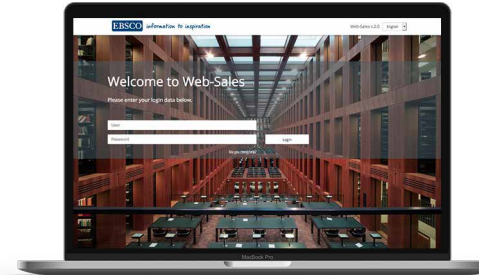 EBSCO information to inspiration
Web-Sales v.2.0 English
Welcome to Web-Sales
Please enter your login data below.
User
Password Login
MacBook Pro